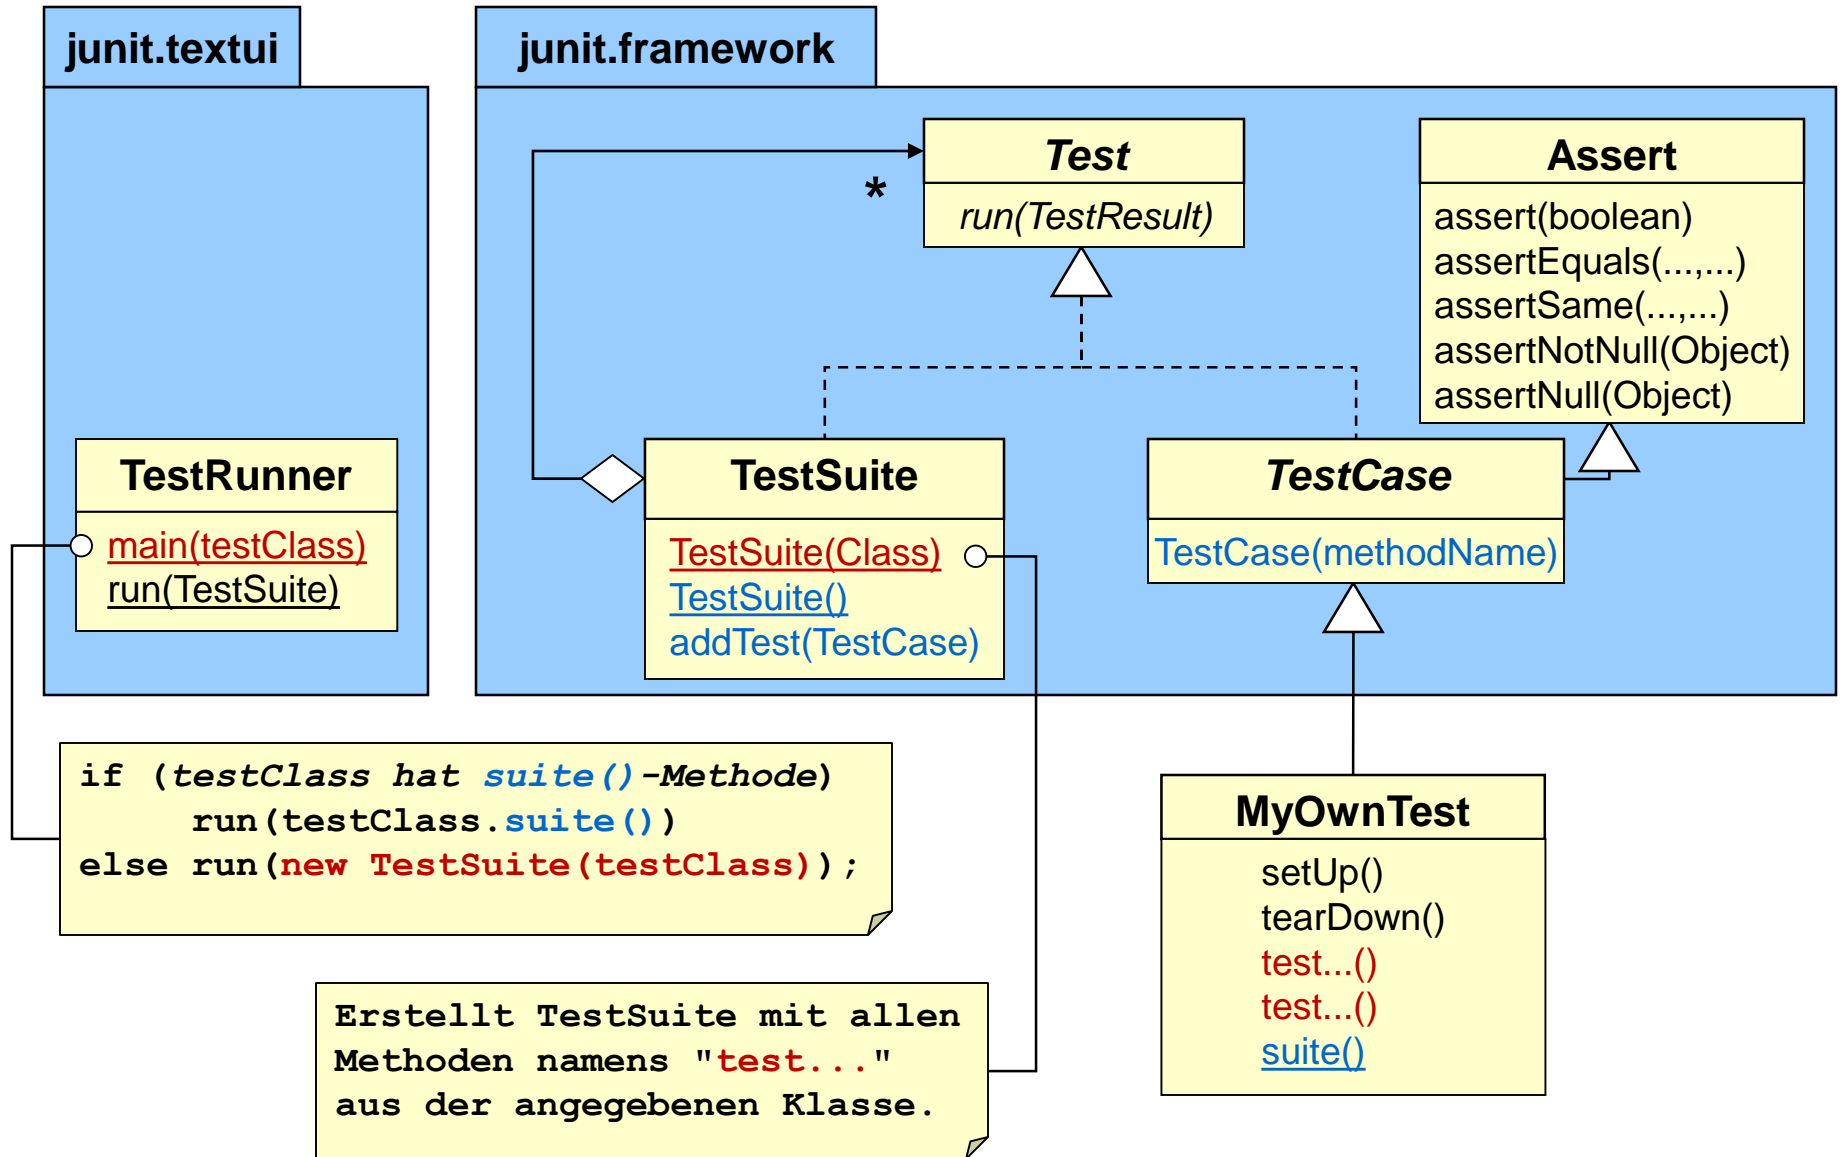 junit.textui
junit.framework
Test
*
run(TestResult)
Assert
assert(boolean)
assertEquals(...,...)
assertSame(...,...)
assertNotNull(Object)
assertNull(Object)
TestRunner
main(testClass)
run(TestSuite)
TestSuite
TestSuite(Class)
TestSuite()
addTest(TestCase)
TestCase
TestCase(methodName)
if (testClass hat suite()-Methode)
run(testClass.suite())
else run(new TestSuite(testClass));
MyOwnTest
setUp()
tearDown()
test...()
test...()
suite()
Erstellt TestSuite mit allen
Methoden namens "test..."
aus der angegebenen Klasse.